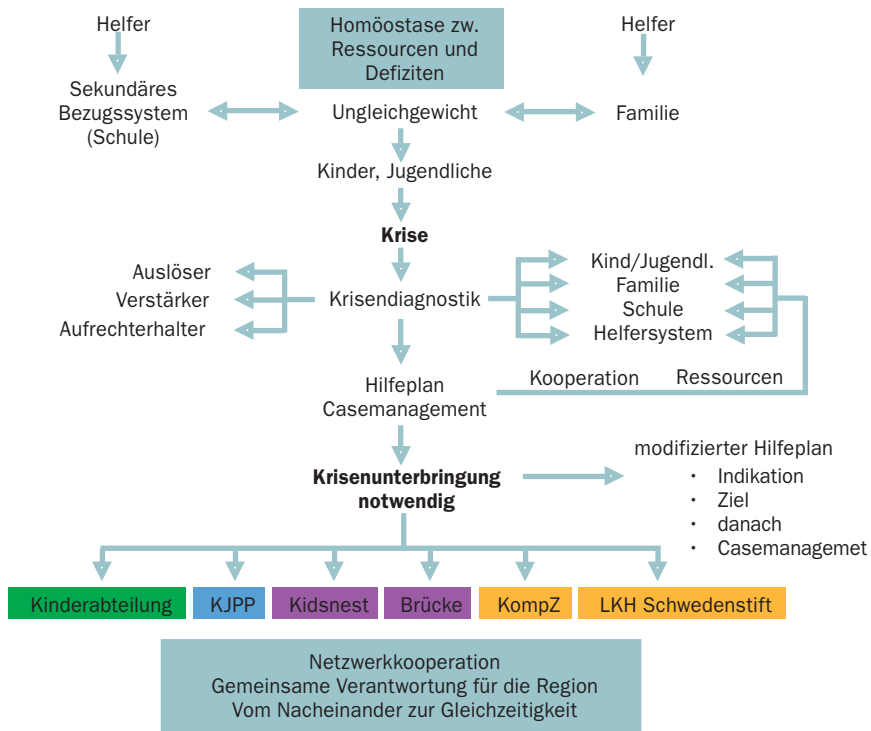 Helfer
Homöostase zw.
Ressourcen und
Defiziten
Helfer
Sekundäres
Bezugssystem
(Schule)
Ungleichgewicht
Familie
Kinder, Jugendliche
Krise
Auslöser
Verstärker
Aufrechterhalter
Krisendiagnostik
Kind/Jugendl.
Familie
Schule
Helfersystem
Hilfeplan
Casemanagement
Kooperation
Ressourcen
Krisenunterbringung
notwendig
modifizierter Hilfeplan
· Indikation
· Ziel
· danach
· Casemanagemet
Kinderabteilung
KJPP
Kidsnest
Brücke
KompZ
LKH Schwedenstift
Netzwerkkooperation
Gemeinsame Verantwortung für die Region
Vom Nacheinander zur Gleichzeitigkeit